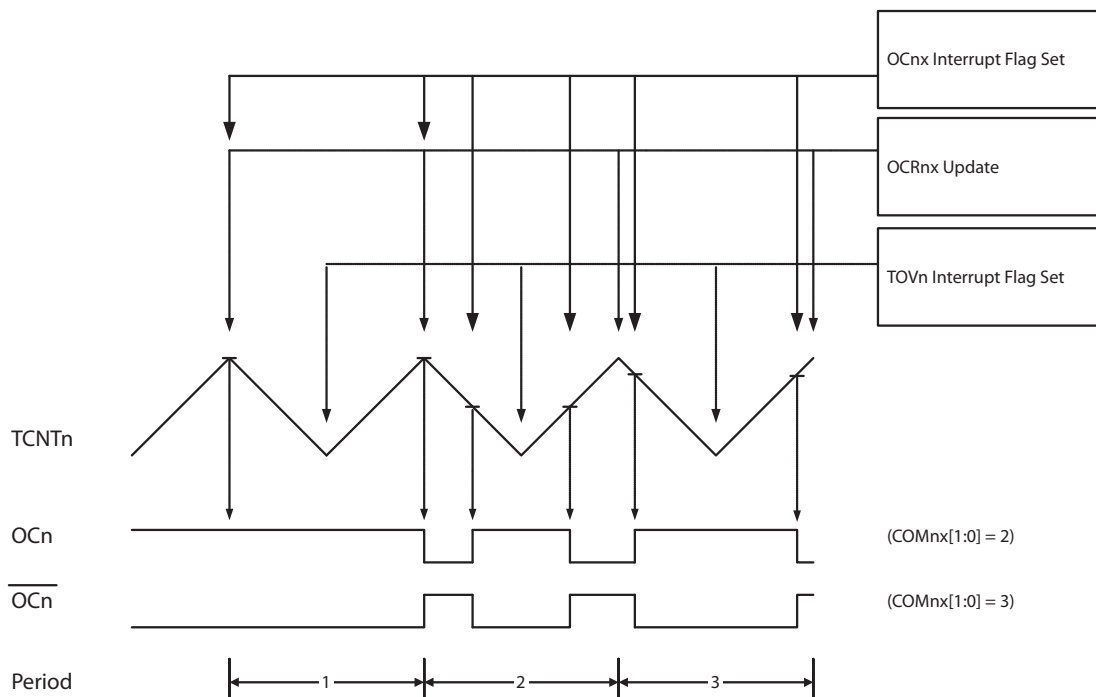 OCnx Interrupt Flag Set
OCRnx Update
TOVn Interrupt Flag Set
TCNTn
OCn
(COMnx[1:0] = 2)
OCn
(COMnx[1:0] = 3)
Period
1
2
3